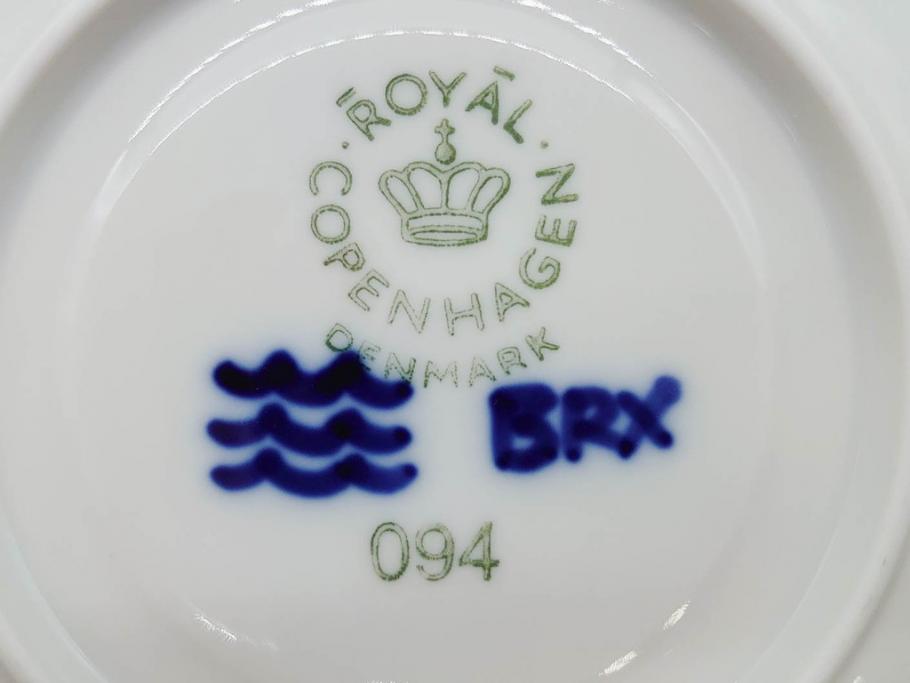 ROYAL
COPENHAGEN
DENMARK
BRX
094